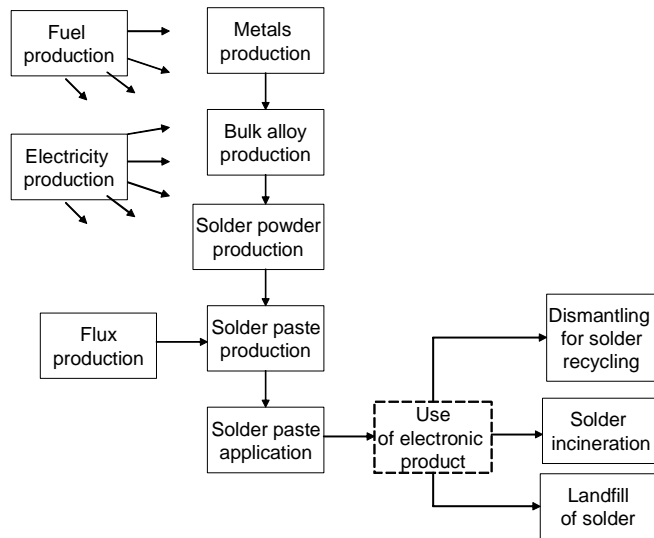 Fuel
production
Metals
production
Electricity
production
Bulk alloy
production
Solder powder
production
Flux
production
Solder paste
production
Solder paste
application
Use
of electronic
product
Dismantling
for solder
recycling
Solder
incineration
Landfill
of solder